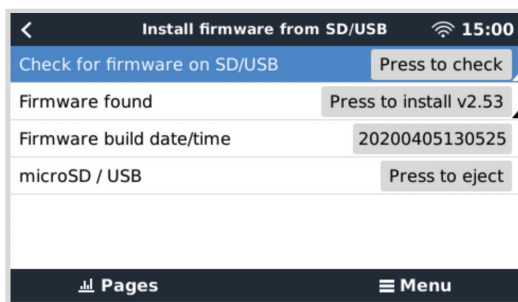 Install firmware from SD/USB 15:00
Check for firmware on SD/USB Press to check
Firmware found Press to install v2.53
Firmware build date/time 20200405130525
microSD / USB Press to eject
Pages Menu